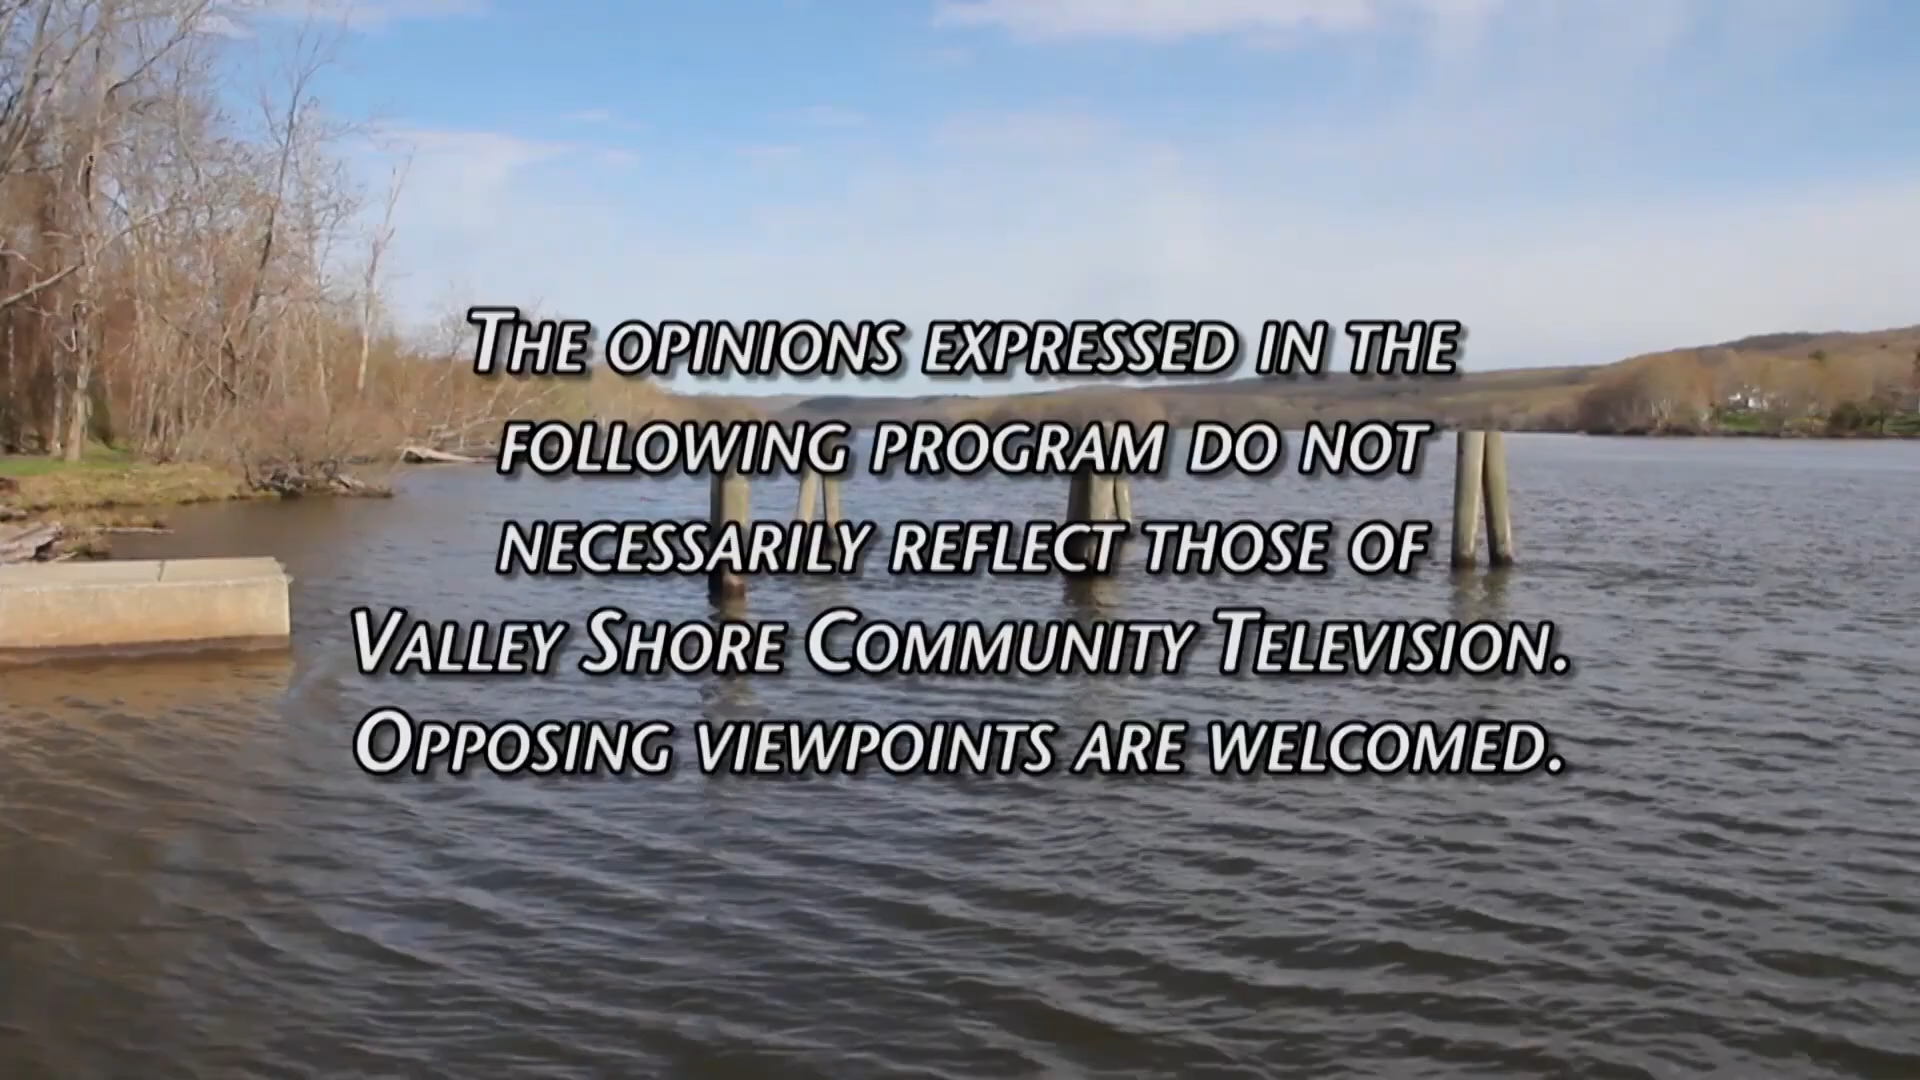 The opinions expressed in the
following program do not
necessarily reflect those of
Valley Shore Community Television.
Opposing viewpoints are welcomed.